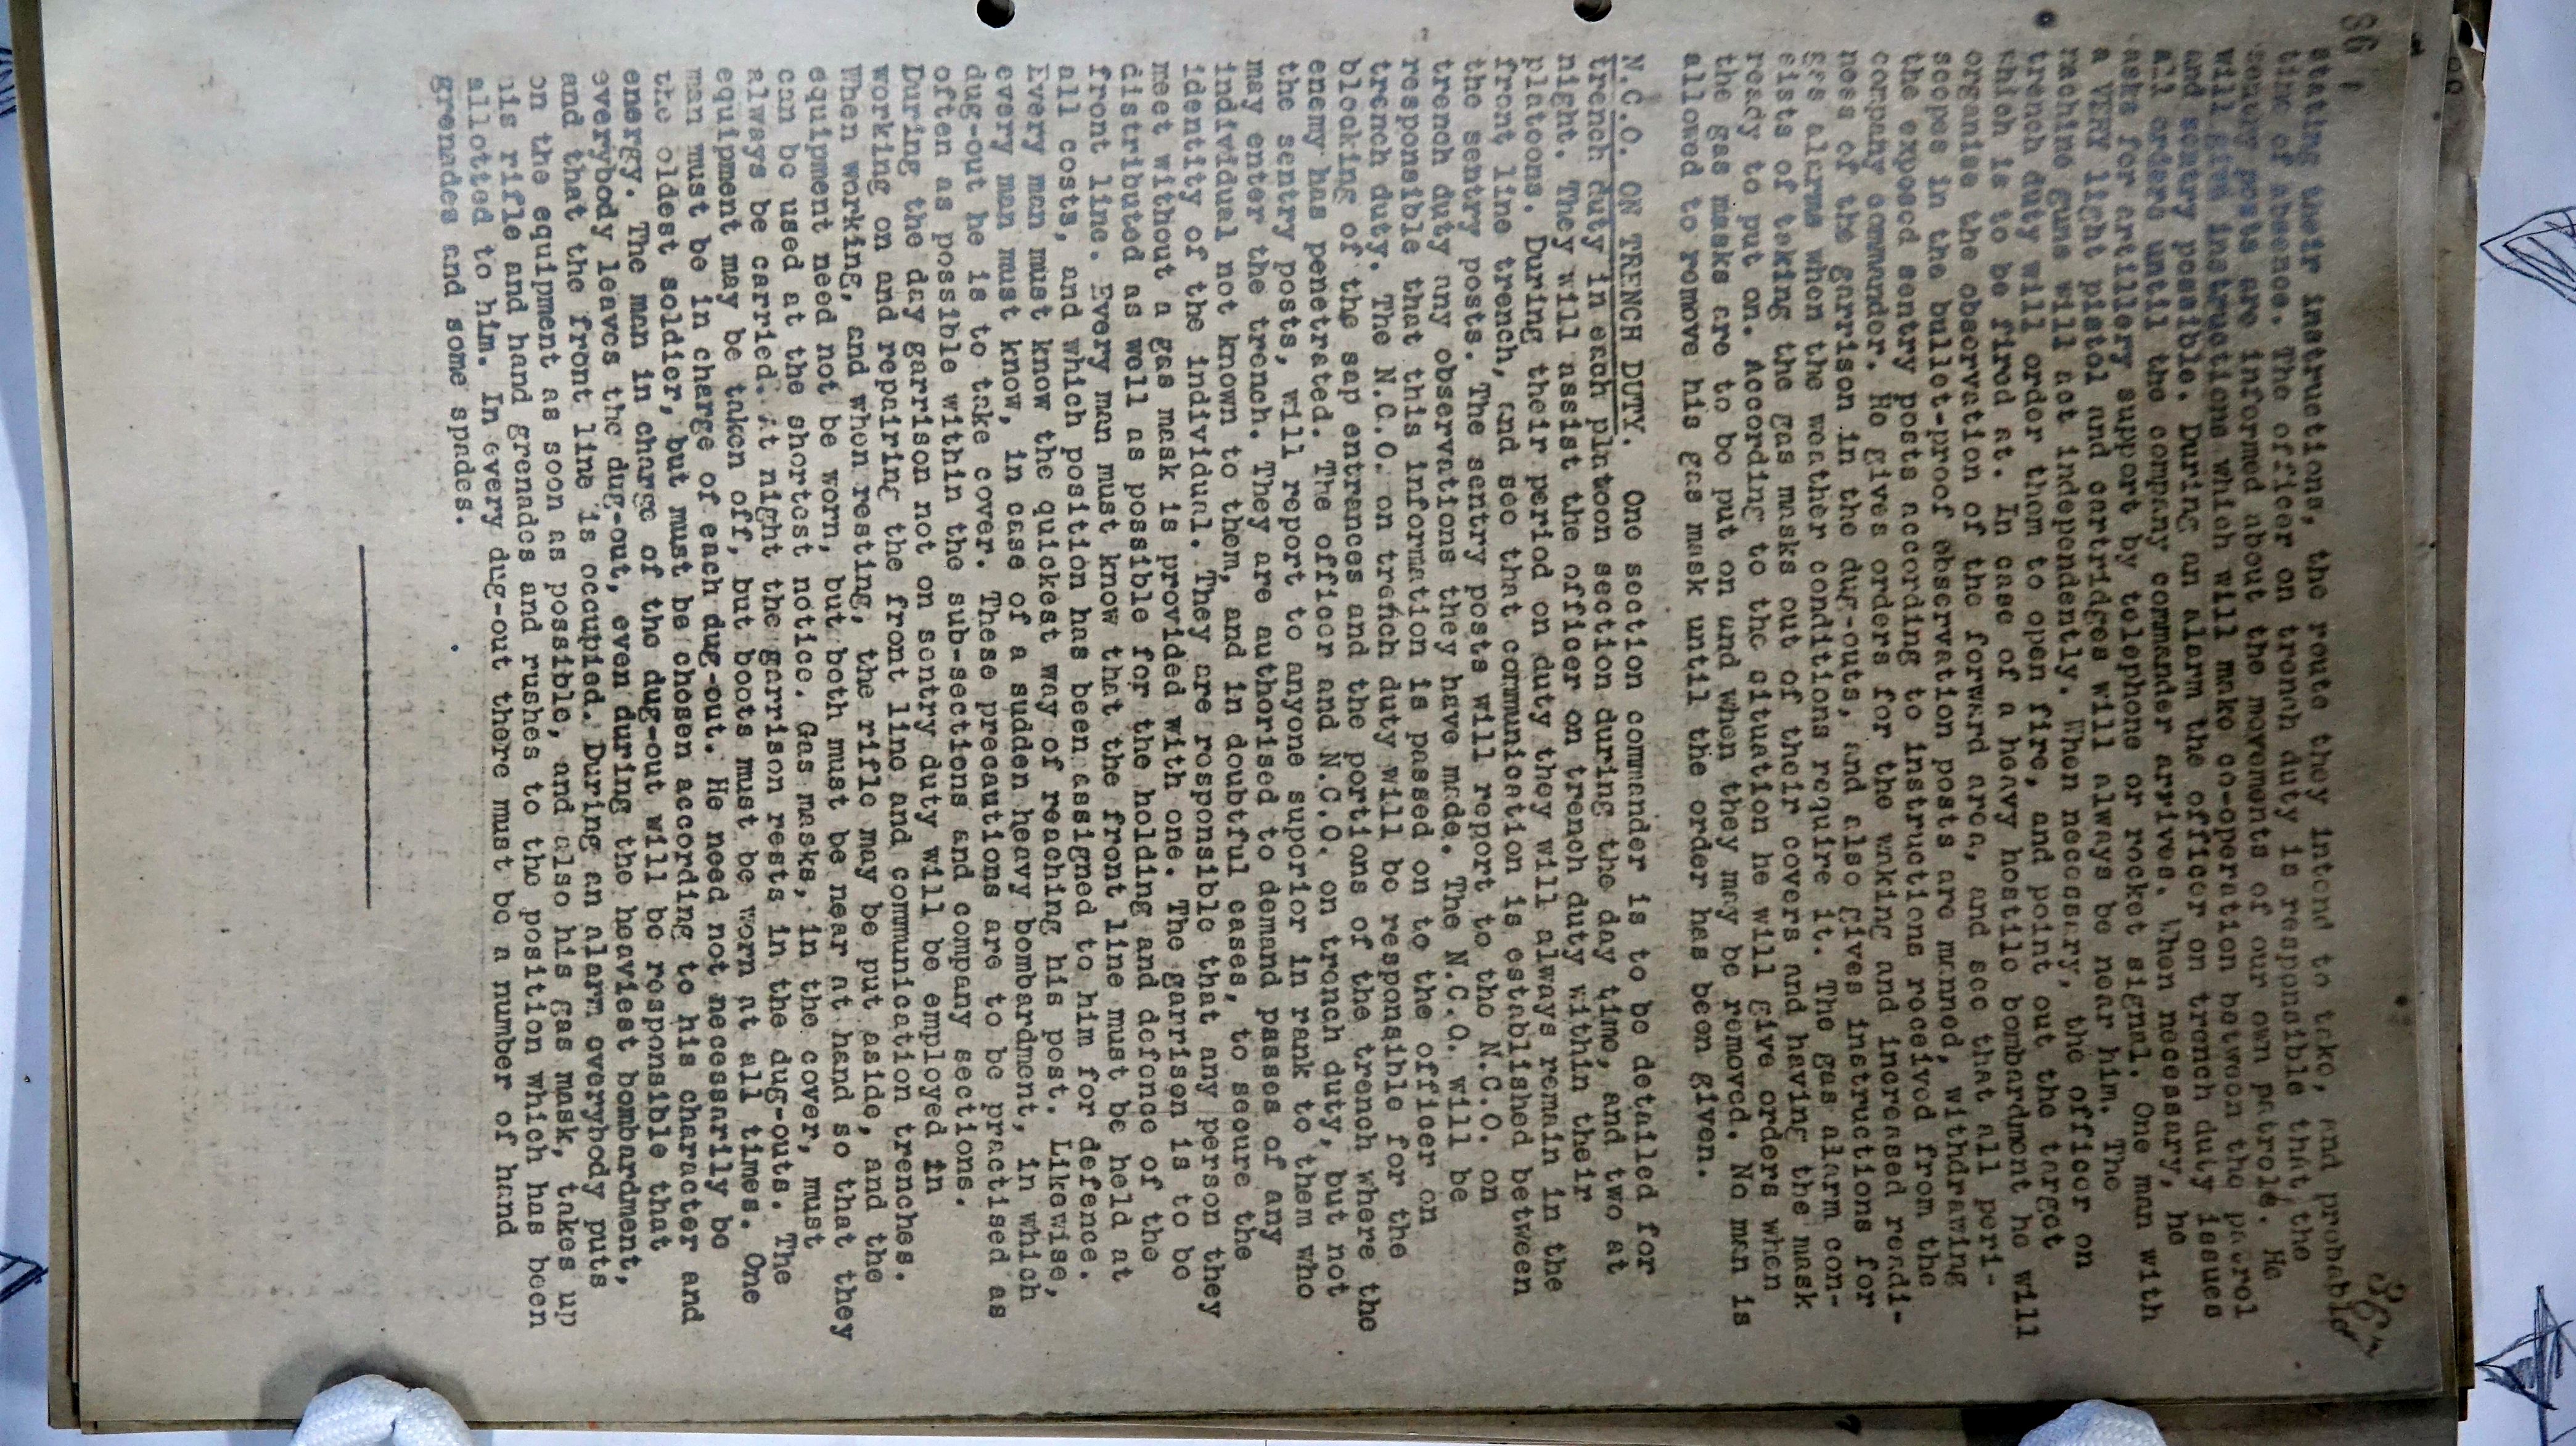 36
stating their instructions, the route they intend to take, and probable
time of absence. The officer on trench duty is responsible that the
sentry posts are informed about the movements of our own patrols. He
will give instructions which will make co-operation between the patrol
and sentry possible. During an alarm the officer on trench duty issues
all orders until the company commander arrives. When necessary, he
asks for artillery support by telephone or rocket signal. One man with
a VERY light pistol and cartridges will always be near him. The
machine guns will act independently. When necessary, the officer on
trench duty will order them to open fire, and point out the target
which is to be fired at. In case of a heavy hostile bombardment he will
organise the observation of the forward area, and see that all peri-
scopes in the bullet-proof observation posts are manned, withdrawing
the exposed sentry posts according to instructions received from the
company commander. He gives orders for the waking and increased readi-
ness of the garrison in the dug-outs, and also gives instructions for
gas alarms when the weather conditions require it. The gas alarm con-
sists of taking the gas masks out of their covers and having the mask
ready to put on. According to the situation he will give orders when
the gas masks are to be put on and when they may be removed. No man is
allowed to remove his gas mask until the order has been given.
N.C.O. ON TRENCH DUTY. One section commander is to be detailed for
trench duty in each platoon section during the day time, and two at
night. They will assist the officer on trench duty within their
platoons. During their period on duty they will always remain in the
front line trench, and see that communication is established between
the sentry posts. The sentry posts will report to the N.C.O. on
trench duty any observations they have made. The N.C.O. will be
responsible that this information is passed on to the officer on
trench duty. The N.C.O. on trench duty will be responsible for the
blocking of the sap entrances and the portions of the trench where the
enemy has penetrated. The officer and N.C.O. on trench duty, but not
the sentry posts, will report to anyone superior in rank to them who
may enter the trench. They are authorised to demand passes of any
individual not known to them, and in doubtful cases, to secure the
identity of the individual. They are responsible that any person they
meet without a gas mask is provided with one. The garrison is to be
distributed as well as possible for the holding and defence of the
front line. Every man must know that the front line must be held at
all costs, and which position has been assigned to him for defence.
Every man must know the quickest way of reaching his post. Likewise,
every man must know, in case of a sudden heavy bombardment, in which
dug-out he is to take cover. These precautions are to be practised as
often as possible within the sub-sections and company sections.
During the day garrison not on sentry duty will be employed in
working on and repairing the front line and communication trenches.
When working, and when resting, the rifle may be put aside, and the
equipment need not be worn, but both must be near at hand so that they
can be used at the shortest notice. Gas masks, in the cover, must
always be carried. At night the garrison rests in the dug-outs. The
equipment may be taken off, but boots must be worn at all times. One
man must be in charge of each dug-out. He need not necessarily be
the oldest soldier, but must be chosen according to his character and
energy. The man in charge of the dug-out will be responsible that
everybody leaves the dug-out, even during the heaviest bombardment,
and that the front line is occupied. During an alarm everybody puts
on the equipment as soon as possible, and also his gas mask, takes up
his rifle and hand grenades and rushes to the position which has been
allotted to him. In every dug-out there must be a number of hand
grenades and some spades.